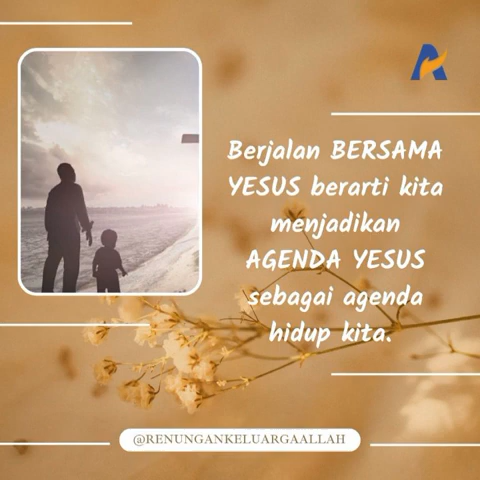 Berjalan BERSAMA
YESUS berarti kita
menjadikan
AGENDA YESUS
sebagai agenda
hidup kita.
@RENUNGANKELUARGAALLAH